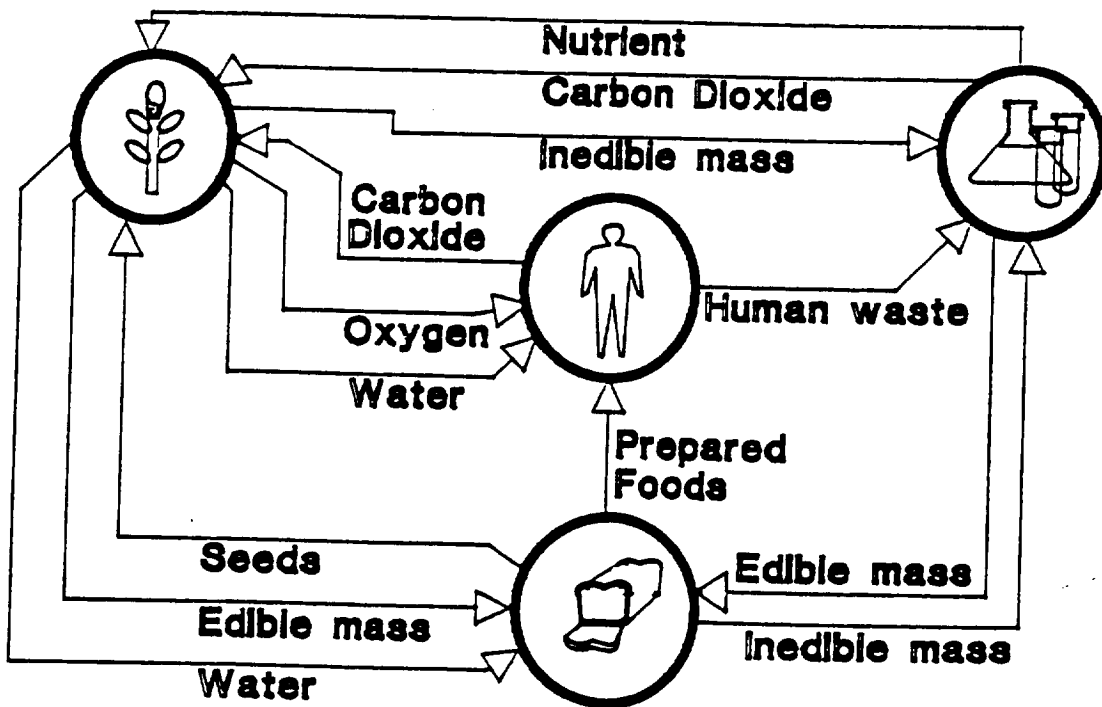 Nutrient
Carbon Dioxide
Inedible mass
Carbon
Dioxide
Human waste
Oxygen
Water
Prepared
Foods
Seeds
Edible mass
Edible mass
Inedible mass
Water